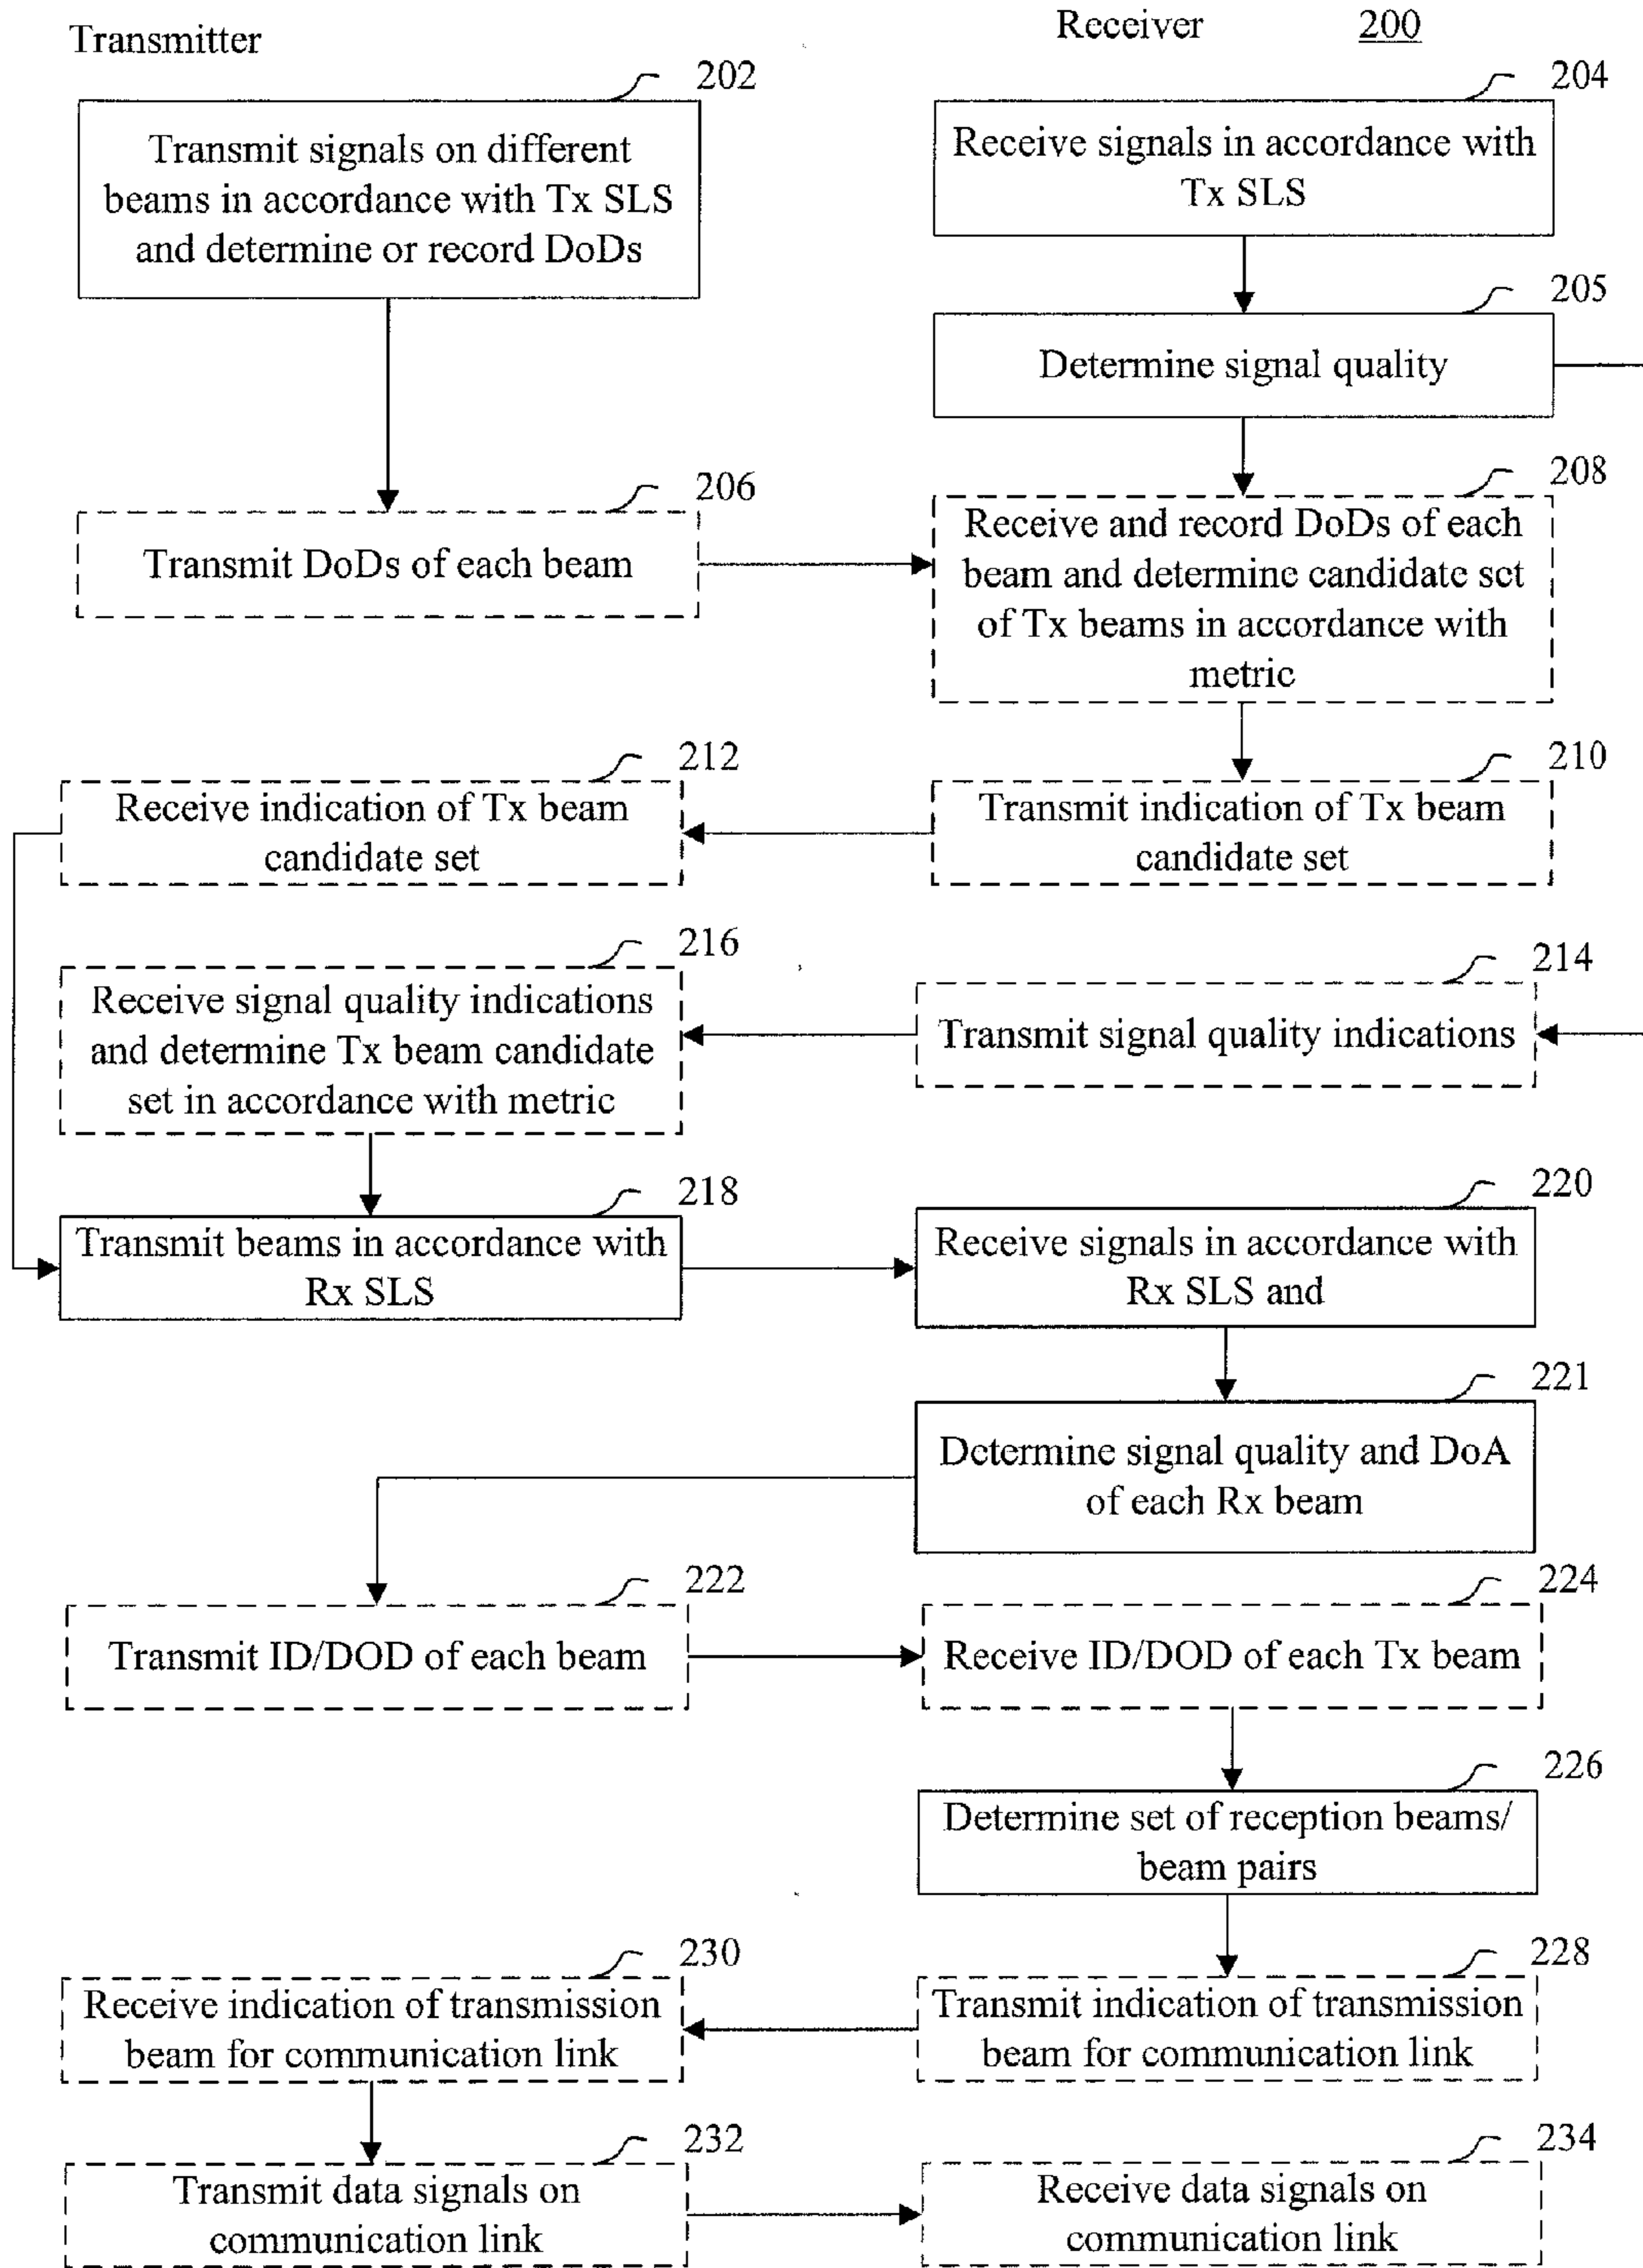 Transmitter
Receiver
200
202
204
Transmit signals on different
beams in accordance with Tx SLS
and determine or record DoDs
Receive signals in accordance with
Tx SLS
205
Determine signal quality
206
208
Transmit DoDs of each beam
Receive and record DoDs of each
beam and determine candidate set
of Tx beams in accordance with
metric
212
210
Receive indication of Tx beam
candidate set
Transmit indication of Tx beam
candidate set
216
214
Receive signal quality indications
and determine Tx beam candidate
set in accordance with metric
Transmit signal quality indications
218
220
Transmit beams in accordance with
Rx SLS
Receive signals in accordance with
Rx SLS and
221
Determine signal quality and DoA
of each Rx beam
222
224
Transmit ID/DOD of each beam
Receive ID/DOD of each Tx beam
226
Determine set of reception beams/
beam pairs
230
228
Receive indication of transmission
beam for communication link
Transmit indication of transmission
beam for communication link
232
234
Transmit data signals on
communication link
Receive data signals on
communication link